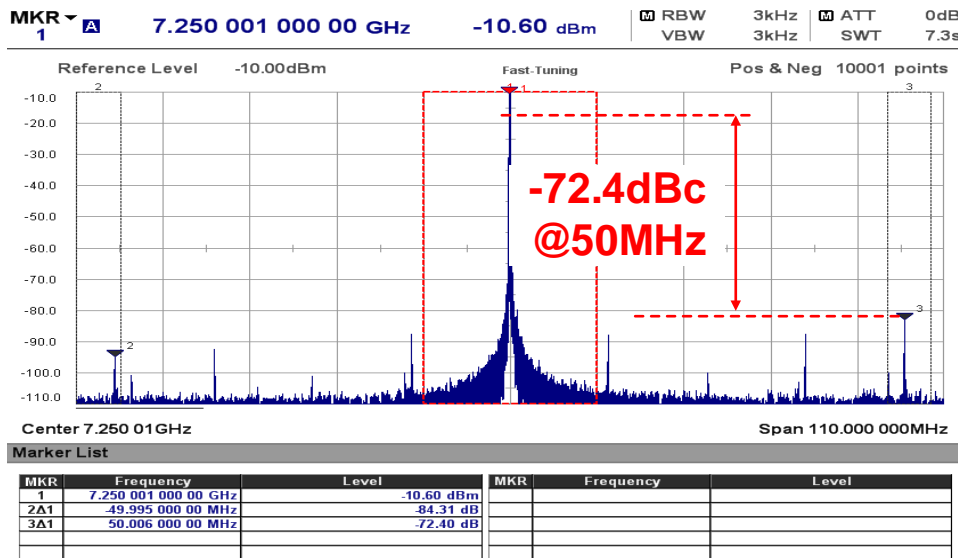 MKR 1 A 7.250 001 000 00 GHz -10.60 dBm M RBW 3kHz M ATT 0dB
VBW 3kHz SWT 7.3s
Reference Level -10.00dBm Fast-Tuning Pos & Neg 10001 points
2 1 1 3
-10.0
-20.0
-30.0
-40.0
-50.0
-60.0
-70.0
-80.0
-90.0
-100.0
-110.0
-72.4dBc
@50MHz
3
2
Center 7.250 01GHz Span 110.000 000MHz
Marker List
MKR Frequency Level MKR Frequency Level
1 7.250 001 000 00 GHz -10.60 dBm
2Δ1 -49.995 000 00 MHz -84.31 dB
3Δ1 50.006 000 00 MHz -72.40 dB